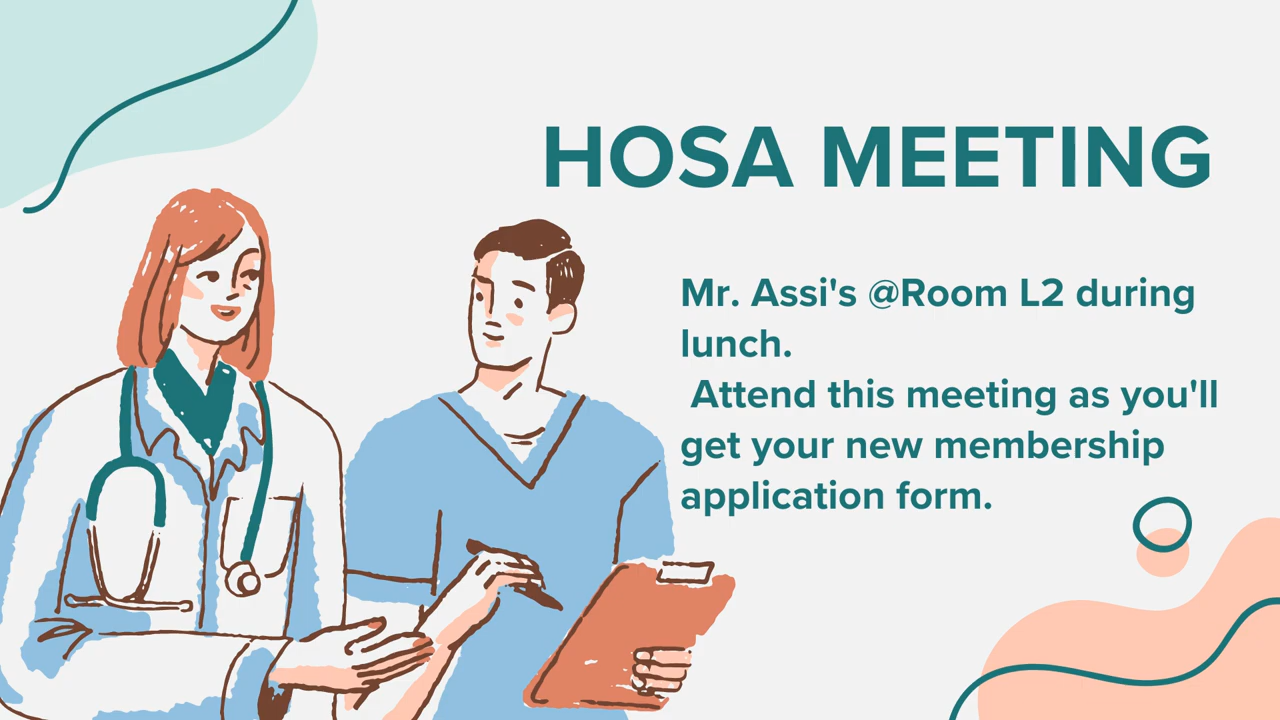 HOSA MEETING
Mr. Assi's @Room L2 during
lunch.
Attend this meeting as you'll
get your new membership
application form.